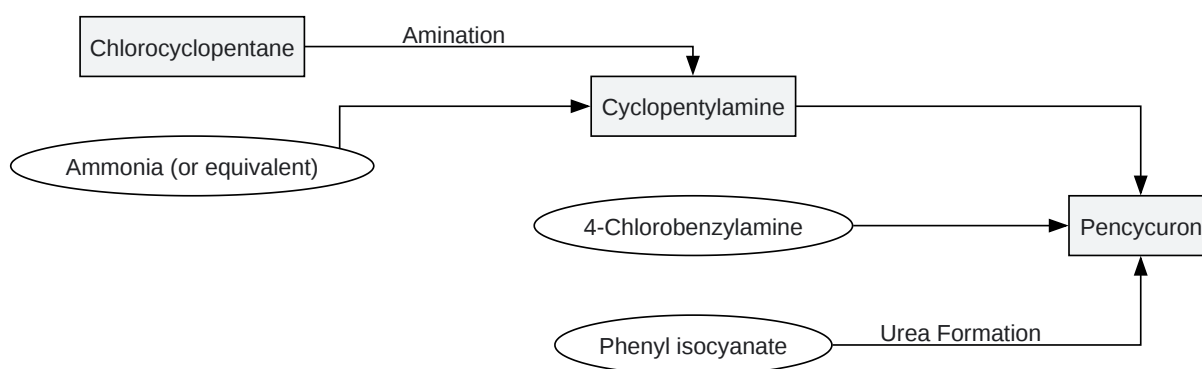 Chlorocyclopentane
Amination
Cyclopentylamine
Ammonia (or equivalent)
4-Chlorobenzylamine
Pencycuron
Phenyl isocyanate
Urea Formation